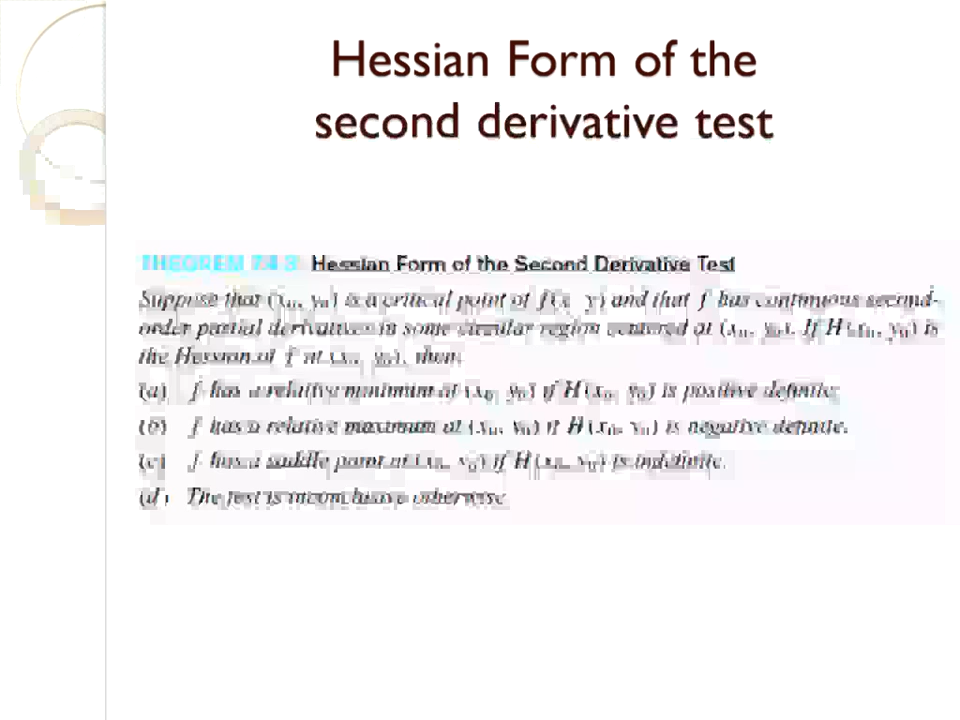 Hessian Form of the
second derivative test
THEOREM 7.4.3 Hessian Form of the Second Derivative Test
Suppose that (x₀, y₀) is a critical point of f(x, y) and that f has continuous second-
order partial derivatives in some circular region centered at (x₀, y₀). If H(x₀, y₀) is
the Hessian of f at (x₀, y₀), then:
(a) f has a relative minimum at (x₀, y₀) if H(x₀, y₀) is positive definite.
(b) f has a relative maximum at (x₀, y₀) if H(x₀, y₀) is negative definite.
(c) f has a saddle point at (x₀, y₀) if H(x₀, y₀) is indefinite.
(d) The test is inconclusive otherwise.